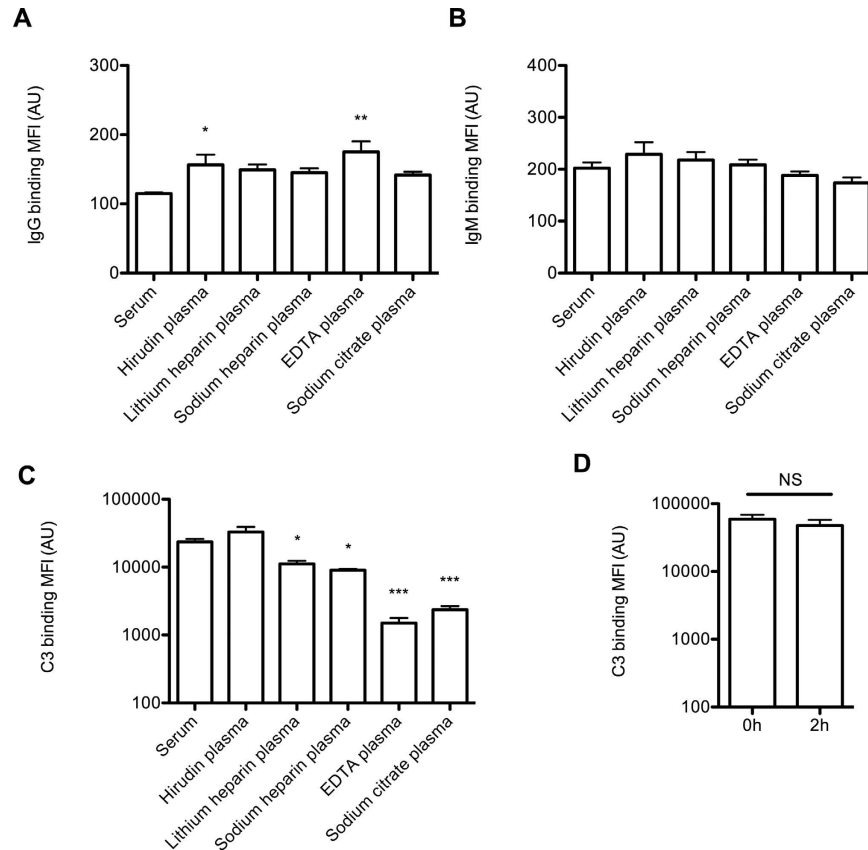 A
IgG binding MFI (AU)
300
200
100
0
*
**
Serum
Hirudin plasma
Lithium heparin plasma
Sodium heparin plasma
EDTA plasma
Sodium citrate plasma
B
IgM binding MFI (AU)
400
300
200
100
0
Serum
Hirudin plasma
Lithium heparin plasma
Sodium heparin plasma
EDTA plasma
Sodium citrate plasma
C
C3 binding MFI (AU)
100000
10000
1000
100
*
*
***
***
Serum
Hirudin plasma
Lithium heparin plasma
Sodium heparin plasma
EDTA plasma
Sodium citrate plasma
D
NS
C3 binding MFI (AU)
100000
10000
1000
100
0h
2h